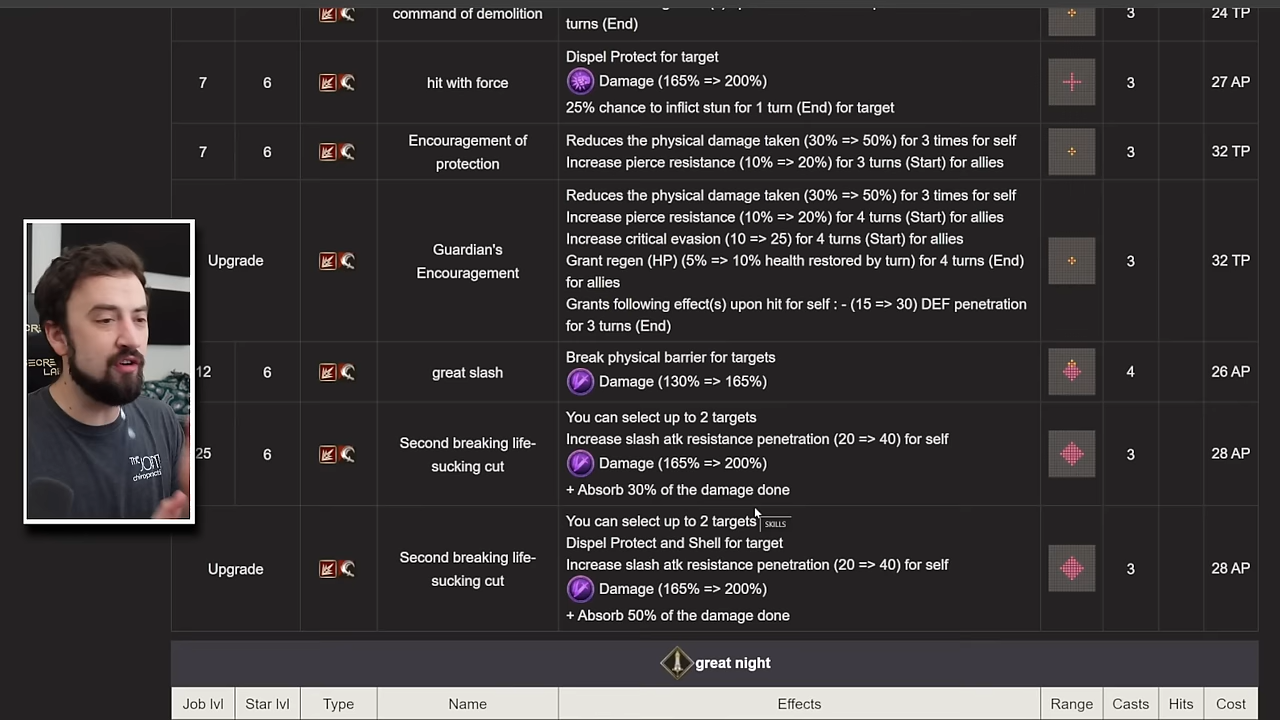 command of demolition
turns (End)
3
24 TP
7
6
hit with force
Dispel Protect for target
Damage (165% => 200%)
25% chance to inflict stun for 1 turn (End) for target
3
27 AP
7
6
Encouragement of
protection
Reduces the physical damage taken (30% => 50%) for 3 times for self
Increase pierce resistance (10% => 20%) for 3 turns (Start) for allies
3
32 TP
Upgrade
Guardian's
Encouragement
Reduces the physical damage taken (30% => 50%) for 3 times for self
Increase pierce resistance (10% => 20%) for 4 turns (Start) for allies
Increase critical evasion (10 => 25) for 4 turns (Start) for allies
Grant regen (HP) (5% => 10% health restored by turn) for 4 turns (End)
for allies
Grants following effect(s) upon hit for self : - (15 => 30) DEF penetration
for 3 turns (End)
3
32 TP
12
6
great slash
Break physical barrier for targets
Damage (130% => 165%)
4
26 AP
25
6
Second breaking life-
sucking cut
You can select up to 2 targets
Increase slash atk resistance penetration (20 => 40) for self
Damage (165% => 200%)
+ Absorb 30% of the damage done
3
28 AP
Upgrade
Second breaking life-
sucking cut
You can select up to 2 targets
SKILLS
Dispel Protect and Shell for target
Increase slash atk resistance penetration (20 => 40) for self
Damage (165% => 200%)
+ Absorb 50% of the damage done
3
28 AP
great night
Job lvl
Star lvl
Type
Name
Effects
Range
Casts
Hits
Cost
THE JOINT
chiropractic